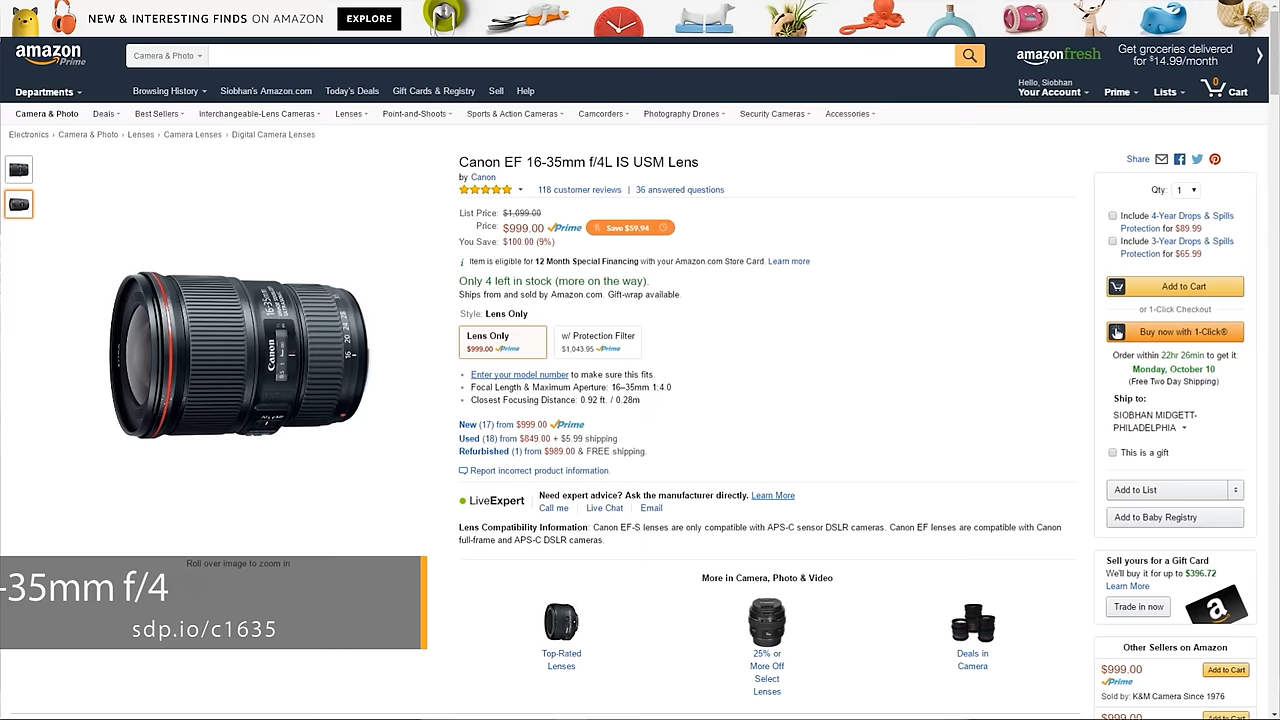 NEW & INTERESTING FINDS ON AMAZON EXPLORE
amazon Prime
Camera & Photo
amazonfresh
Get groceries delivered
for $14.99/month
Departments
Browsing History
Siobhan's Amazon.com
Today's Deals
Gift Cards & Registry
Sell
Help
Hello, Siobhan
Your Account
Prime
Lists
0
Cart
Camera & Photo
Deals
Best Sellers
Interchangeable-Lens Cameras
Lenses
Point-and-Shoots
Sports & Action Cameras
Camcorders
Photography Drones
Security Cameras
Accessories
Electronics › Camera & Photo › Lenses › Camera Lenses › Digital Camera Lenses
Canon EF 16-35mm f/4L IS USM Lens
by Canon
118 customer reviews | 36 answered questions
List Price: $1,099.00
Price: $999.00 Prime Save $59.94
You Save: $100.00 (9%)
Item is eligible for 12 Month Special Financing with your Amazon.com Store Card. Learn more
Only 4 left in stock (more on the way).
Ships from and sold by Amazon.com. Gift-wrap available.
Style: Lens Only
Lens Only
$999.00 Prime
w/ Protection Filter
$1,043.95 Prime
Enter your model number to make sure this fits.
Focal Length & Maximum Aperture: 16–35mm 1:4.0
Closest Focusing Distance: 0.92 ft. / 0.28m
New (17) from $999.00 Prime
Used (18) from $849.00 + $5.99 shipping
Refurbished (1) from $989.00 & FREE shipping.
Report incorrect product information.
LiveExpert
Need expert advice? Ask the manufacturer directly. Learn More
Call me | Live Chat | Email
Lens Compatibility Information: Canon EF-S lenses are only compatible with APS-C sensor DSLR cameras. Canon EF lenses are compatible with Canon
full-frame and APS-C DSLR cameras.
More in Camera, Photo & Video
Top-Rated
Lenses
25% or
More Off
Select
Lenses
Deals in
Camera
Canon
16-35mm
16 20 24 28
Roll over image to zoom in
-35mm f/4
sdp.io/c1635
Share
Qty: 1
Include 4-Year Drops & Spills
Protection for $89.99
Include 3-Year Drops & Spills
Protection for $65.99
Add to Cart
or 1-Click Checkout
Buy now with 1-Click®
Order within 22hr 26min to get it:
Monday, October 10
(Free Two Day Shipping)
Ship to:
SIOBHAN MIDGETT-
PHILADELPHIA
This is a gift
Add to List
Add to Baby Registry
Sell yours for a Gift Card
We'll buy it for up to $396.72
Learn More
Trade in now
a
Other Sellers on Amazon
$999.00
Add to Cart
Prime
Sold by: K&M Camera Since 1976
$999.00
Add to Cart